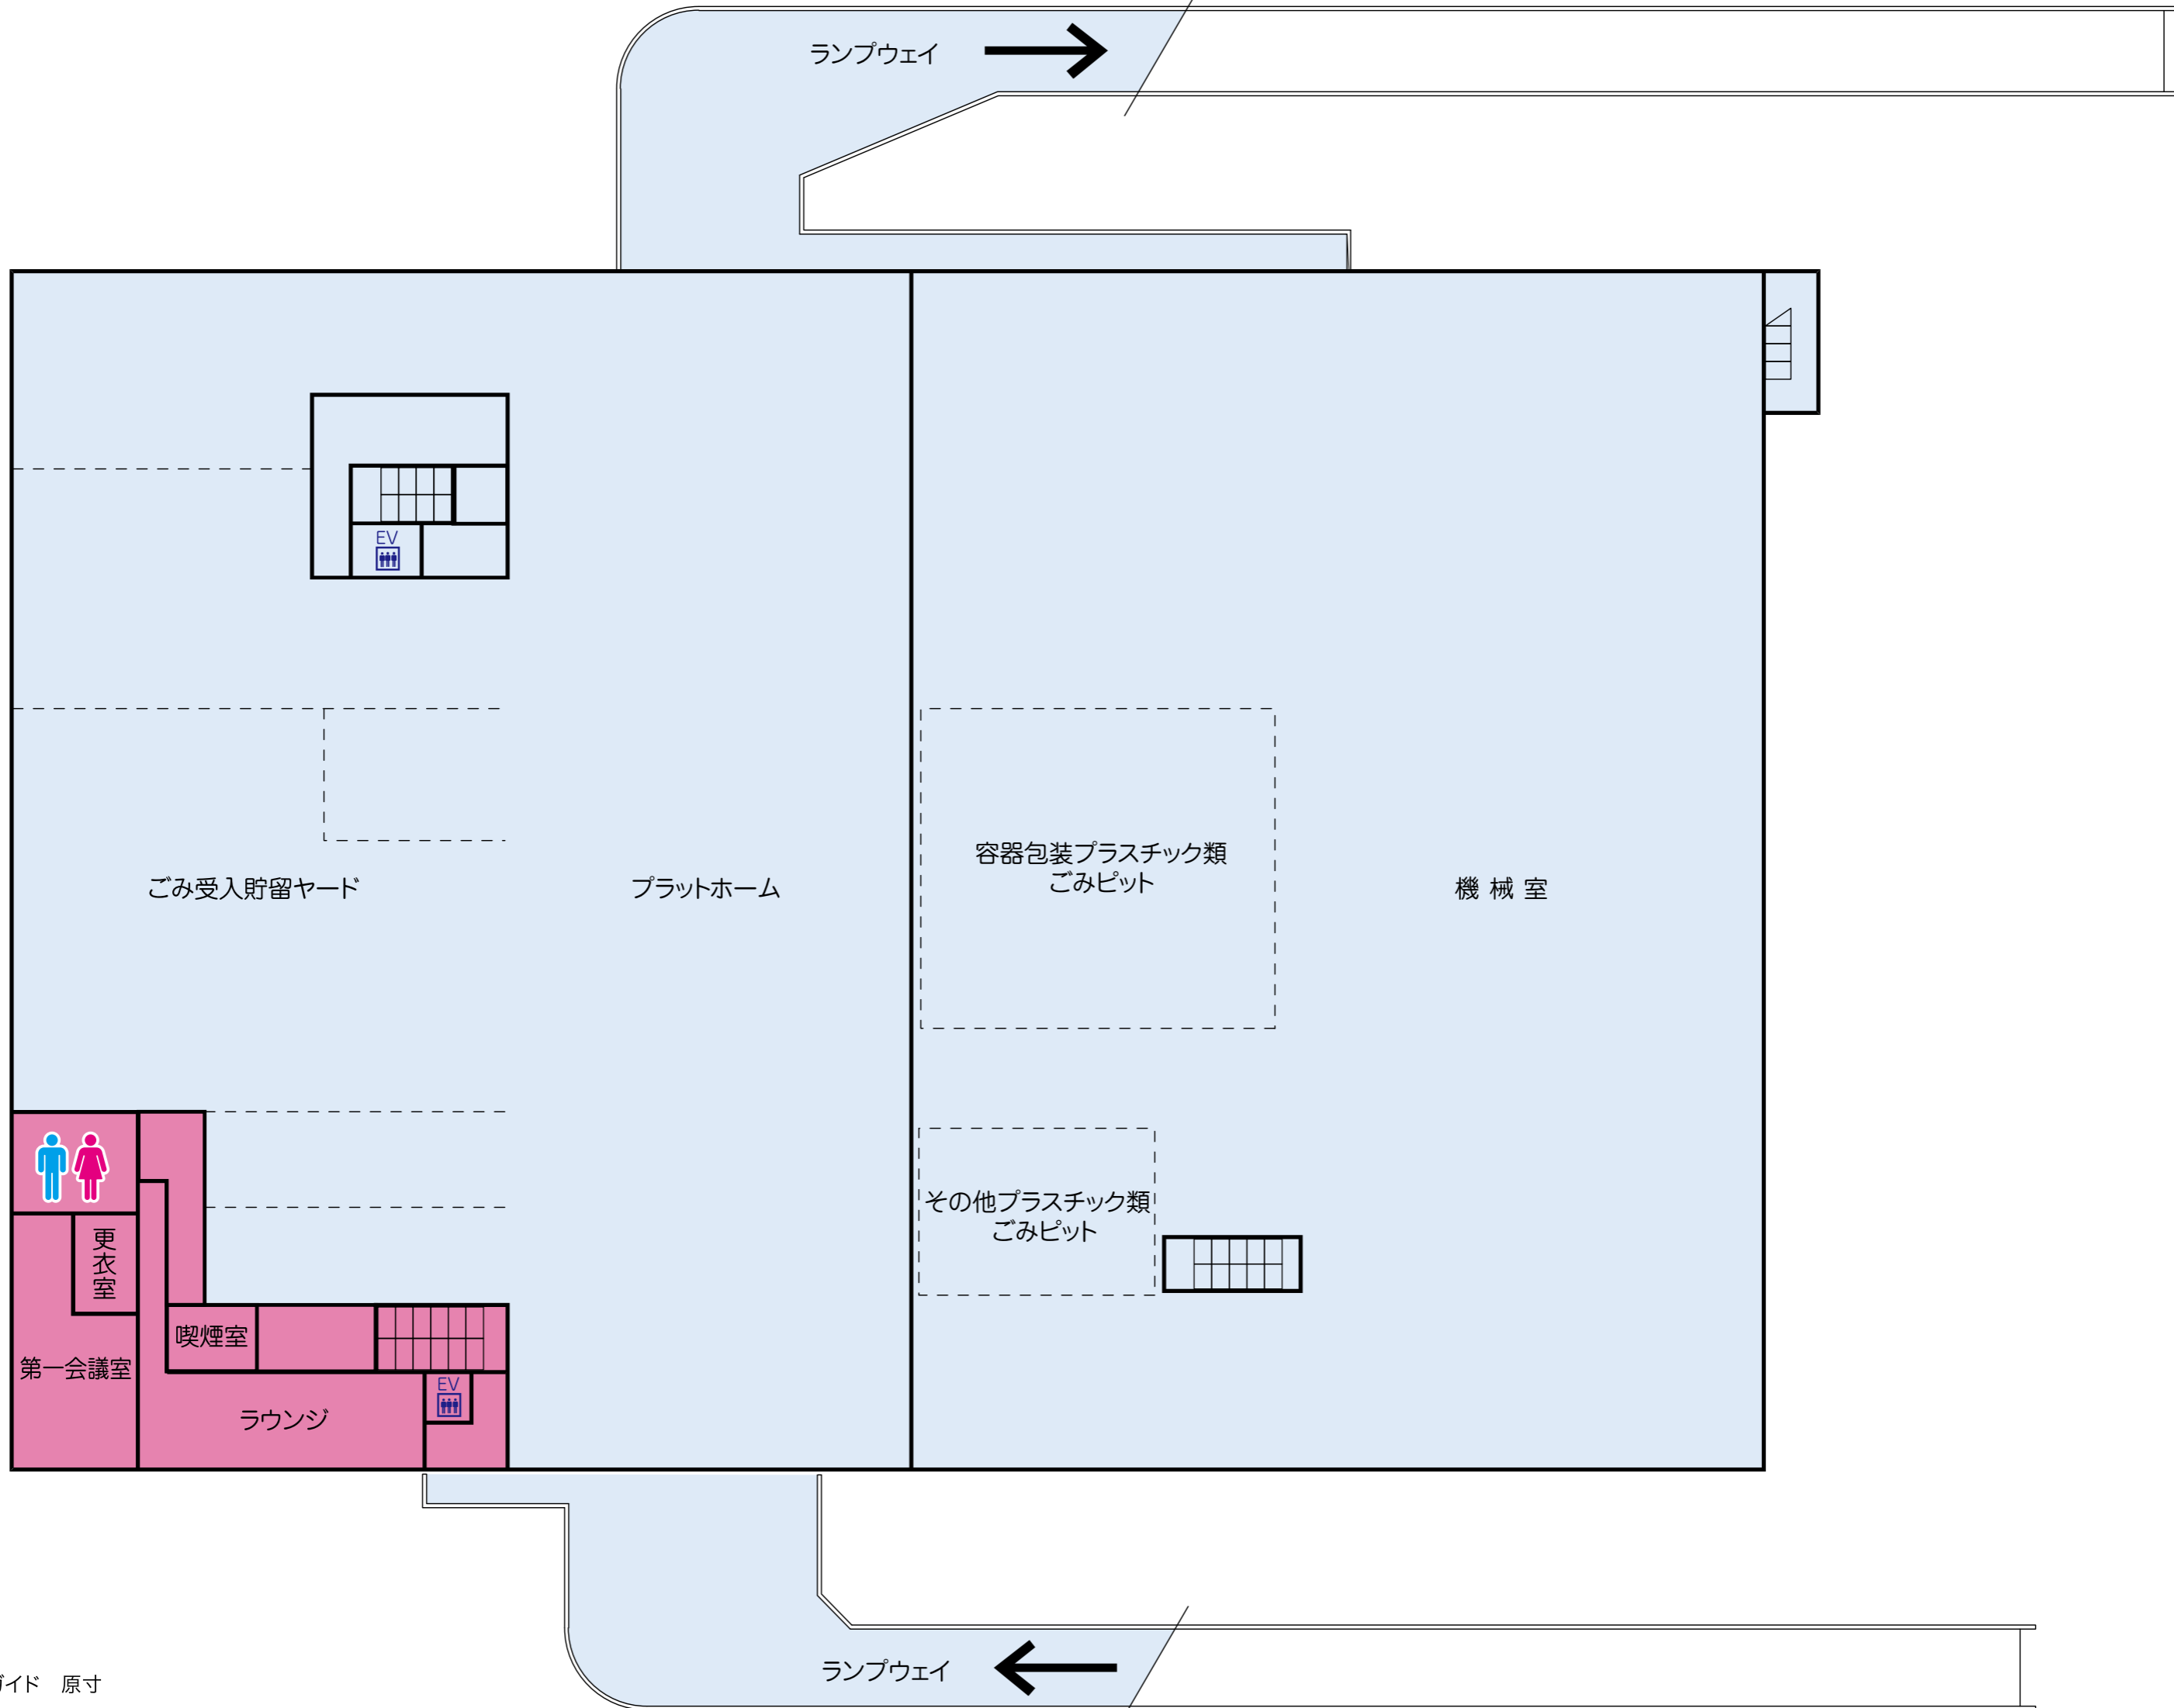 ランプウェイ
EV
容器包装プラスチック類
ごみピット
ごみ受入貯留ヤード
プラットホーム
機械室
その他プラスチック類
ごみピット
更衣室
喫煙室
第一会議室
EV
ラウンジ
ランプウェイ
ガイド 原寸